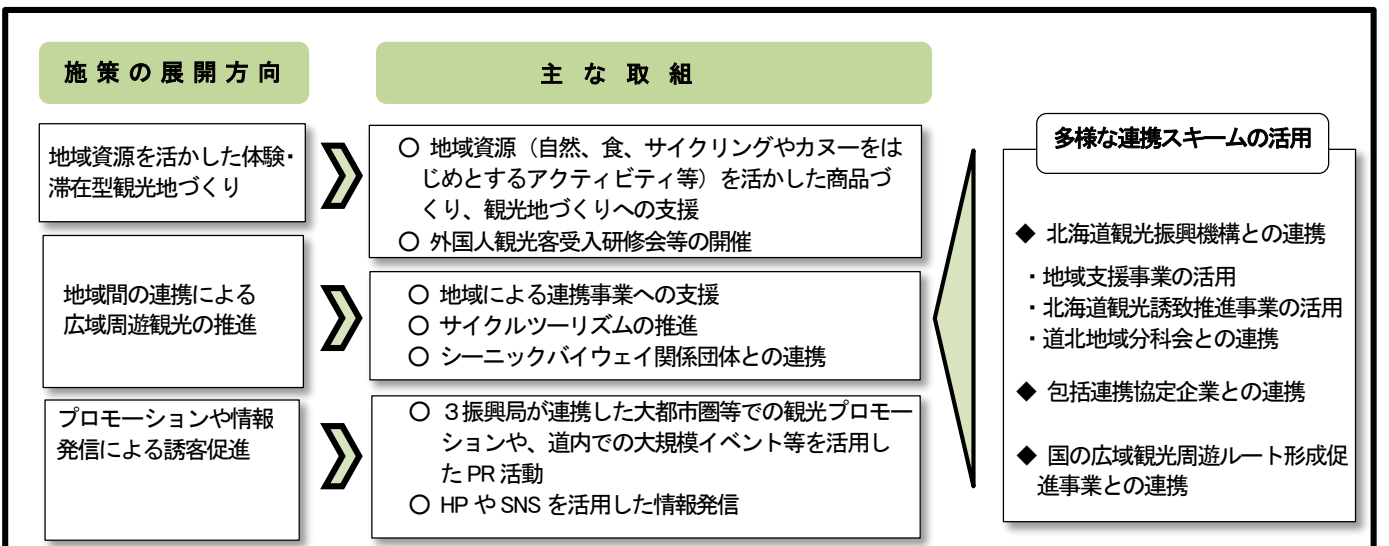 施策の展開方向
主な取組
地域資源を活かした体験・
滞在型観光地づくり
○ 地域資源（自然、食、サイクリングやカヌーをは
じめとするアクティビティ等）を活かした商品づ
くり、観光地づくりへの支援
○ 外国人観光客受入研修会等の開催
地域間の連携による
広域周遊観光の推進
○ 地域による連携事業への支援
○ サイクルツーリズムの推進
○ シーニックバイウェイ関係団体との連携
プロモーションや情報
発信による誘客促進
○ ３振興局が連携した大都市圏等での観光プロモー
ションや、道内での大規模イベント等を活用し
た PR 活動
○ HP や SNS を活用した情報発信
多様な連携スキームの活用
◆ 北海道観光振興機構との連携
・地域支援事業の活用
・北海道観光誘致推進事業の活用
・道北地域分科会との連携
◆ 包括連携協定企業との連携
◆ 国の広域観光周遊ルート形成促
進事業との連携